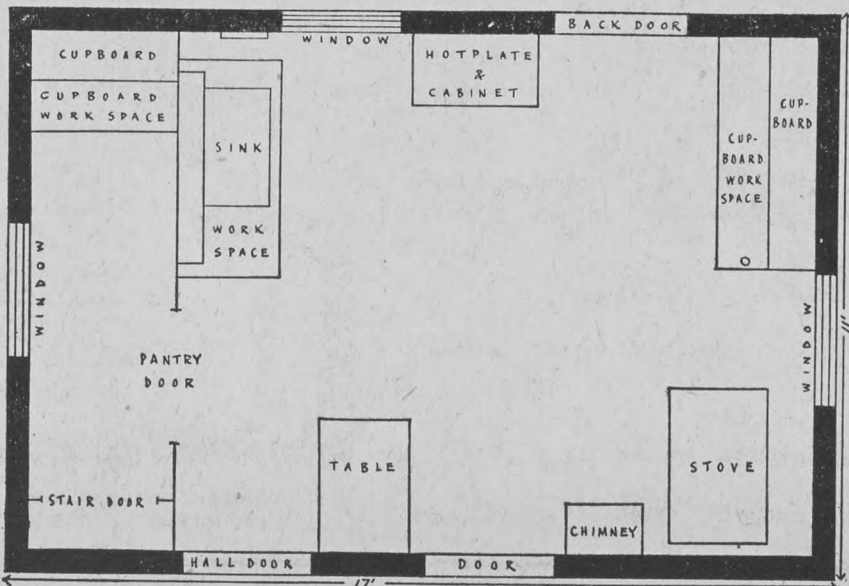 BACK DOOR
WINDOW
CUPBOARD
CUPBOARD
WORK SPACE
SINK
WORK
SPACE
HOTPLATE
&
CABINET
CUP-
BOARD
CUP-
BOARD
WORK
SPACE
WINDOW
WINDOW
11'
PANTRY
DOOR
TABLE
STOVE
STAIR DOOR
CHIMNEY
HALL DOOR
DOOR
17'